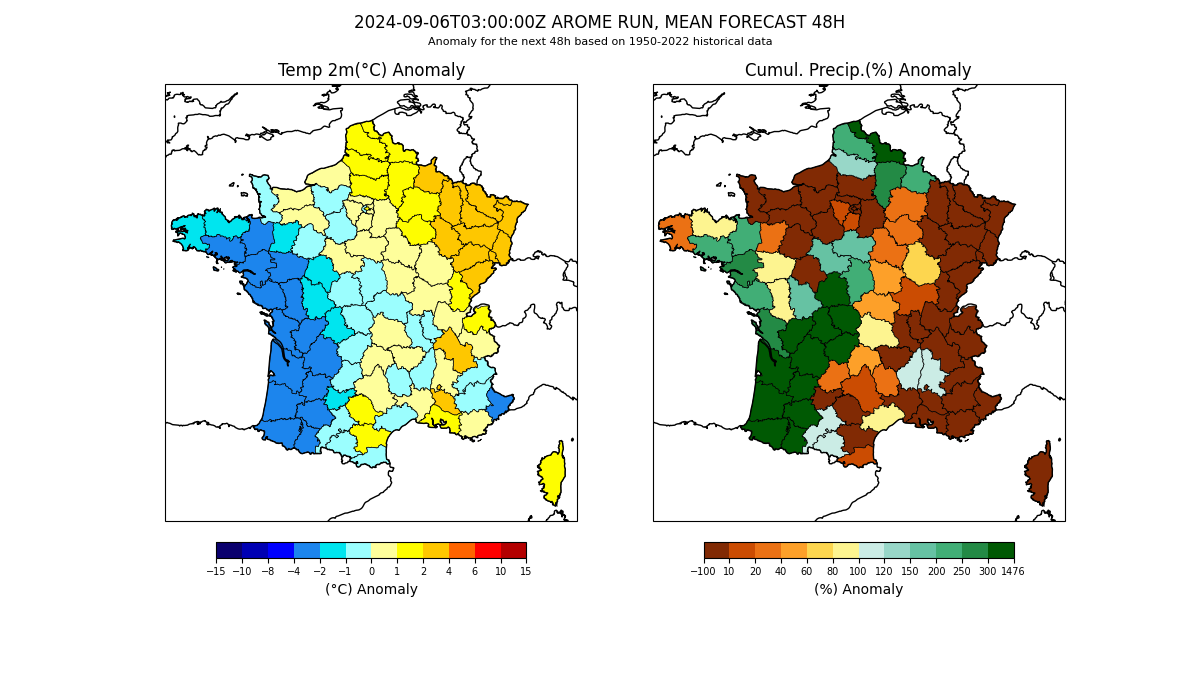 2024-09-06T03:00:00Z AROME RUN, MEAN FORECAST 48H
Anomaly for the next 48h based on 1950-2022 historical data
Temp 2m(°C) Anomaly
Cumul. Precip.(%) Anomaly
−15 −10 −8 −4 −2 −1 0 1 2 4 6 10 15
(°C) Anomaly
−100 10 20 40 60 80 100 120 150 200 250 300 1476
(%) Anomaly